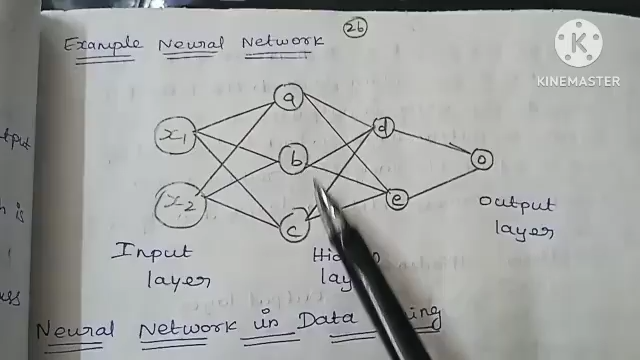 26
Example Neural Network
K
KINEMASTER
a
x1
d
b
o
x2
e
c
output
layer
Input
layer
Neural Network in Data